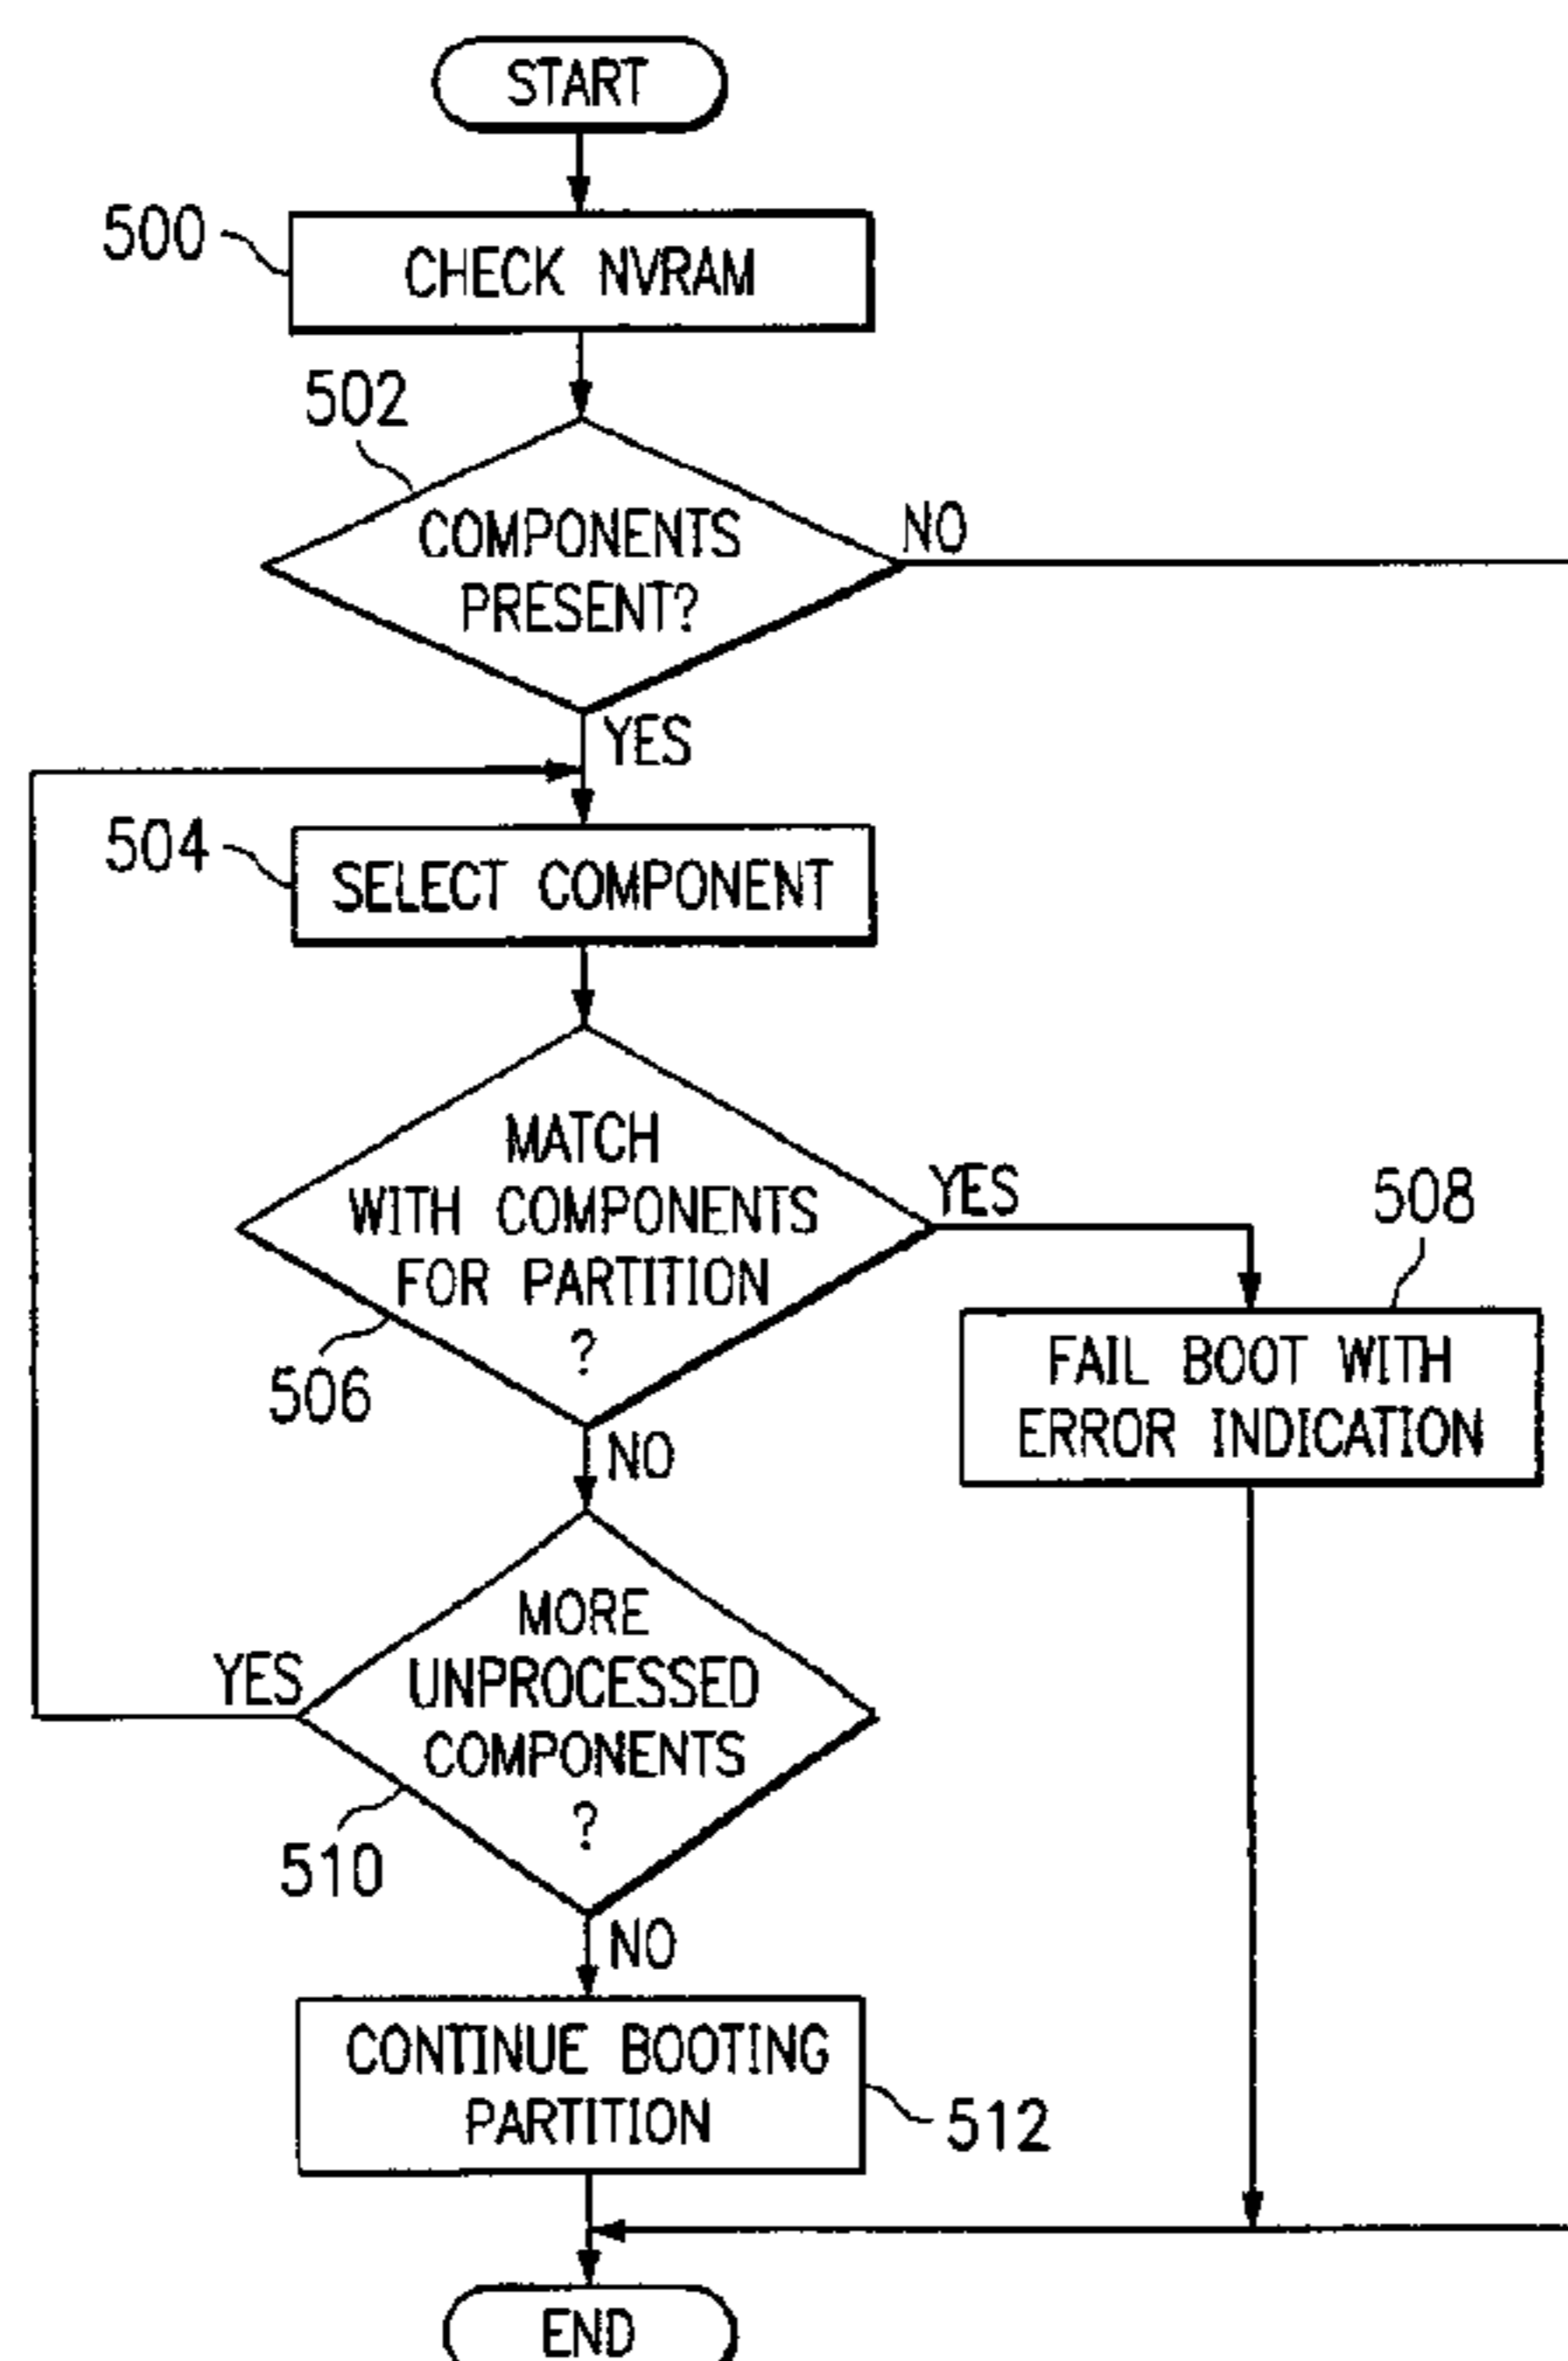 START
500
CHECK NVRAM
502
COMPONENTS
PRESENT?
NO
YES
504
SELECT COMPONENT
MATCH
WITH COMPONENTS
FOR PARTITION
?
YES
506
508
FAIL BOOT WITH
ERROR INDICATION
NO
MORE
UNPROCESSED
COMPONENTS
?
YES
510
NO
CONTINUE BOOTING
PARTITION
512
END